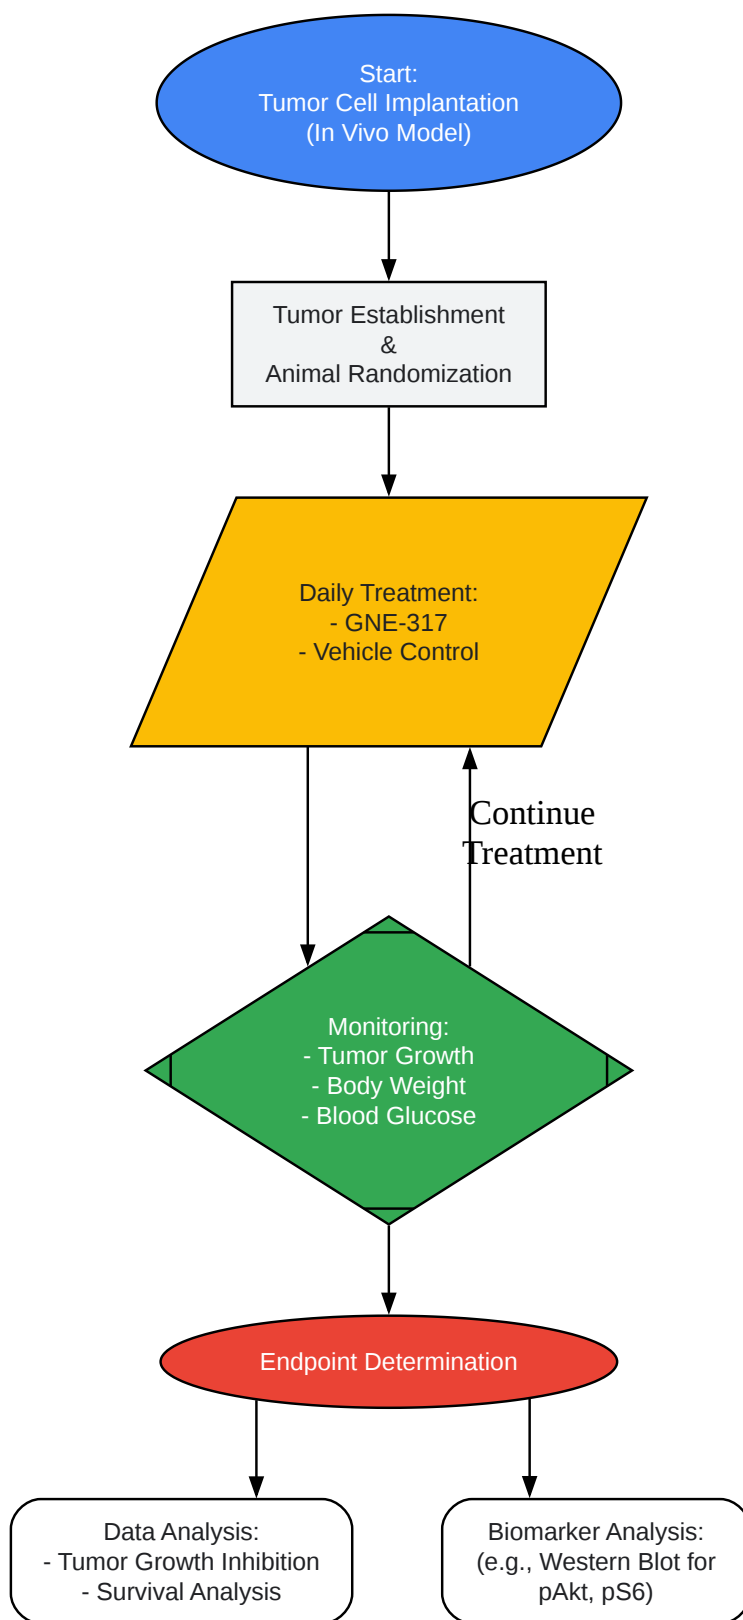 Start:
Tumor Cell Implantation
(In Vivo Model)
Tumor Establishment
&
Animal Randomization
Daily Treatment:
- GNE-317
- Vehicle Control
Continue
Treatment
Monitoring:
- Tumor Growth
- Body Weight
- Blood Glucose
Endpoint Determination
Data Analysis:
- Tumor Growth Inhibition
- Survival Analysis
Biomarker Analysis:
(e.g., Western Blot for
pAkt, pS6)